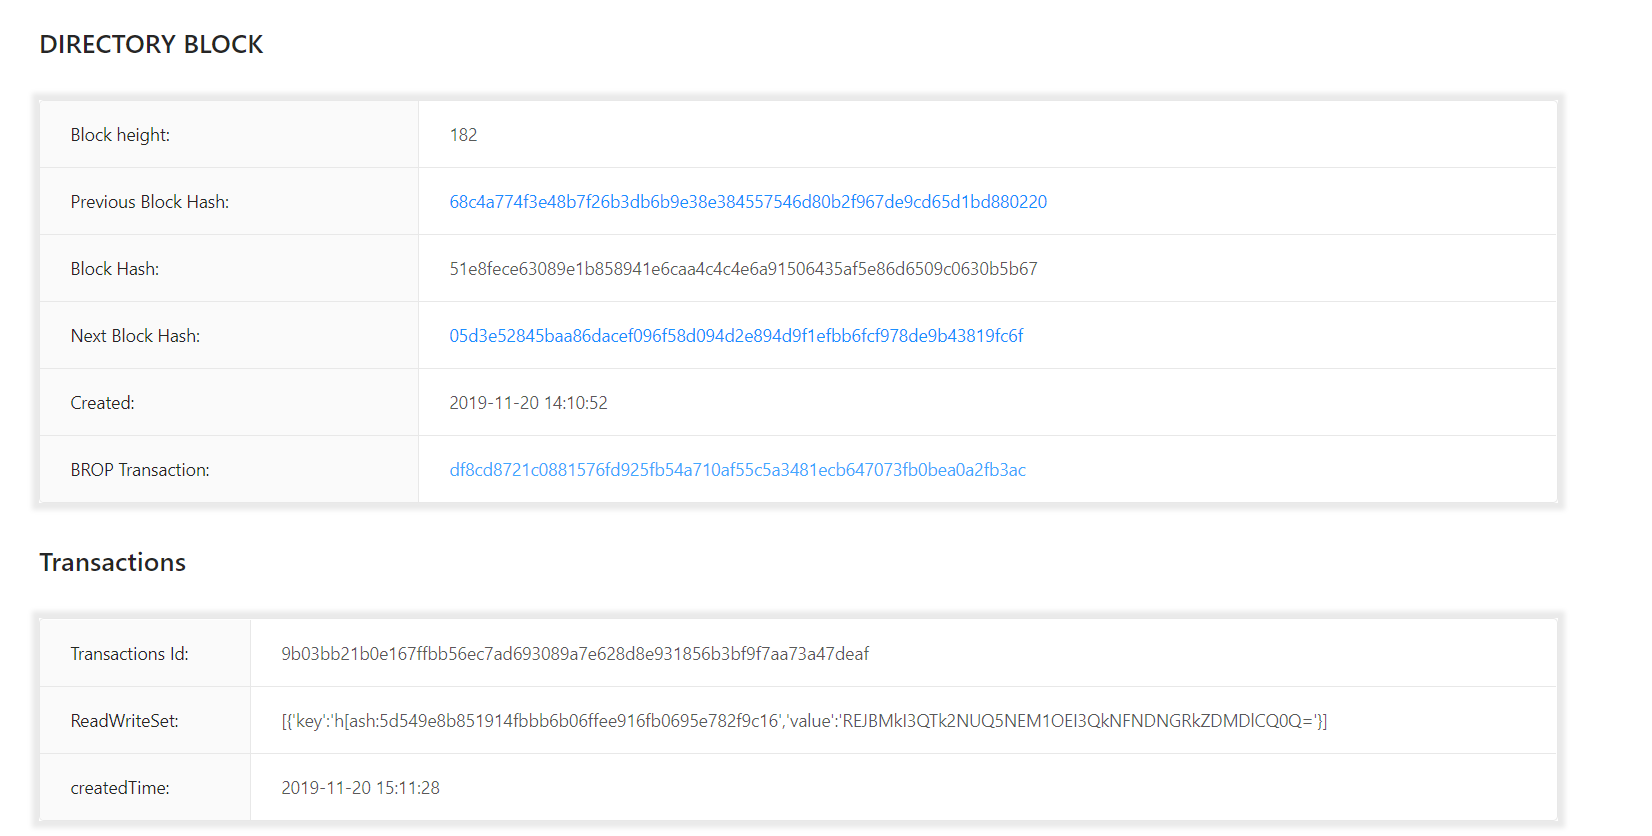 DIRECTORY BLOCK
Block height:
182
Previous Block Hash:
68c4a774f3e48b7f26b3db6b9e38e384557546d80b2f967de9cd65d1bd880220
Block Hash:
51e8fece63089e1b858941e6caa4c4c4e6a91506435af5e86d6509c0630b5b67
Next Block Hash:
05d3e52845baa86dacef096f58d094d2e894d9f1efbb6fcf978de9b43819fc6f
Created:
2019-11-20 14:10:52
BROP Transaction:
df8cd8721c0881576fd925fb54a710af55c5a3481ecb647073fb0bea0a2fb3ac
Transactions
Transactions Id:
9b03bb21b0e167ffbb56ec7ad693089a7e628d8e931856b3bf9f7aa73a47deaf
ReadWriteSet:
[{'key':'h[ash:5d549e8b851914fbbb6b06ffee916fb0695e782f9c16','value':'REJBMkI3QTk2NUQ5NEM1OEI3QkNFNDNGRkZDMDlCQ0Q='}]
createdTime:
2019-11-20 15:11:28